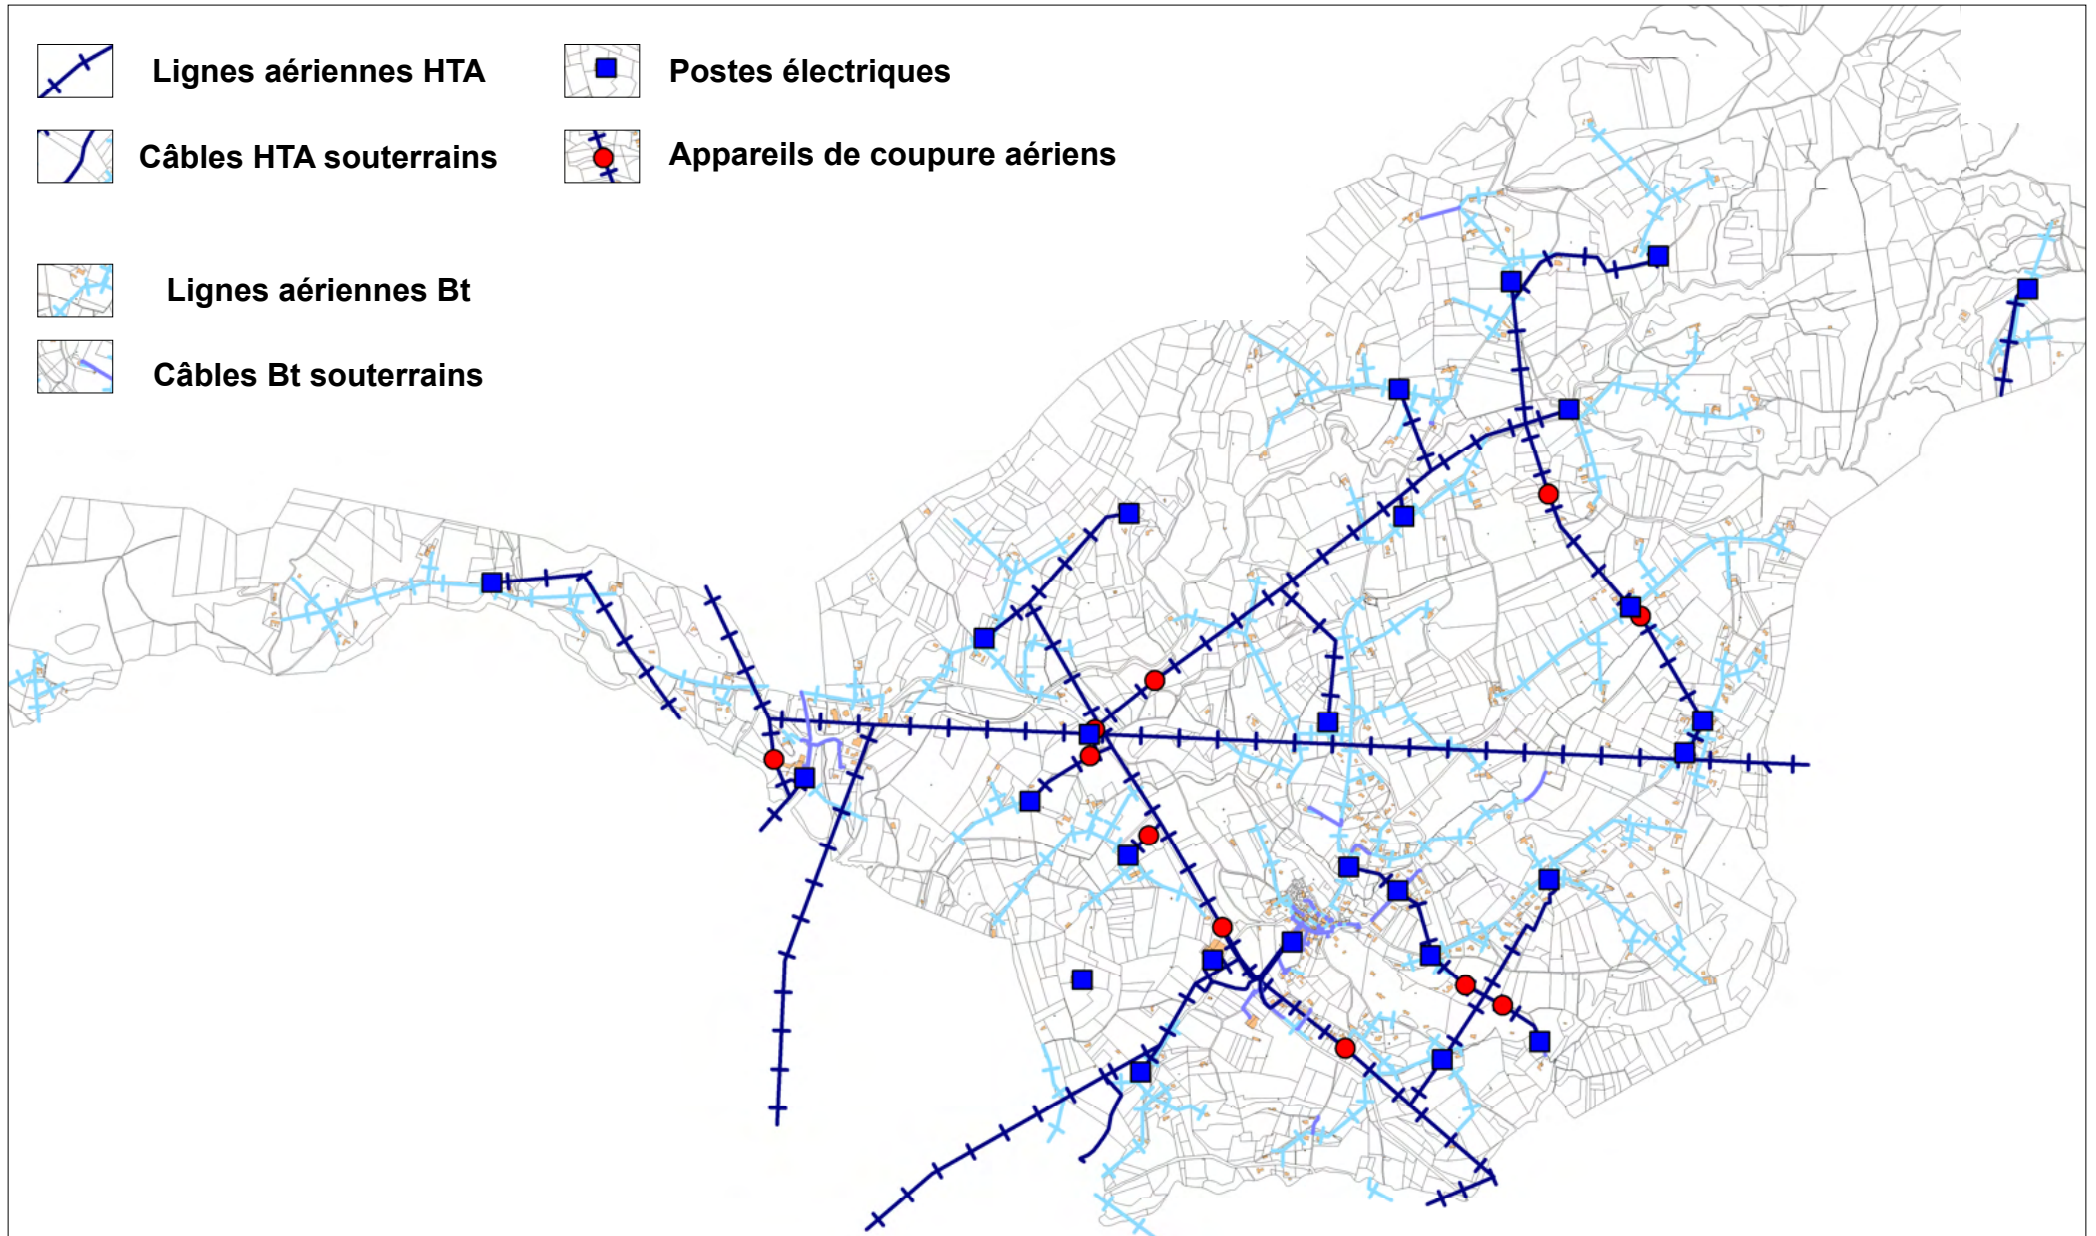 Lignes aériennes HTA
Postes électriques
Câbles HTA souterrains
Appareils de coupure aériens
Lignes aériennes Bt
Câbles Bt souterrains